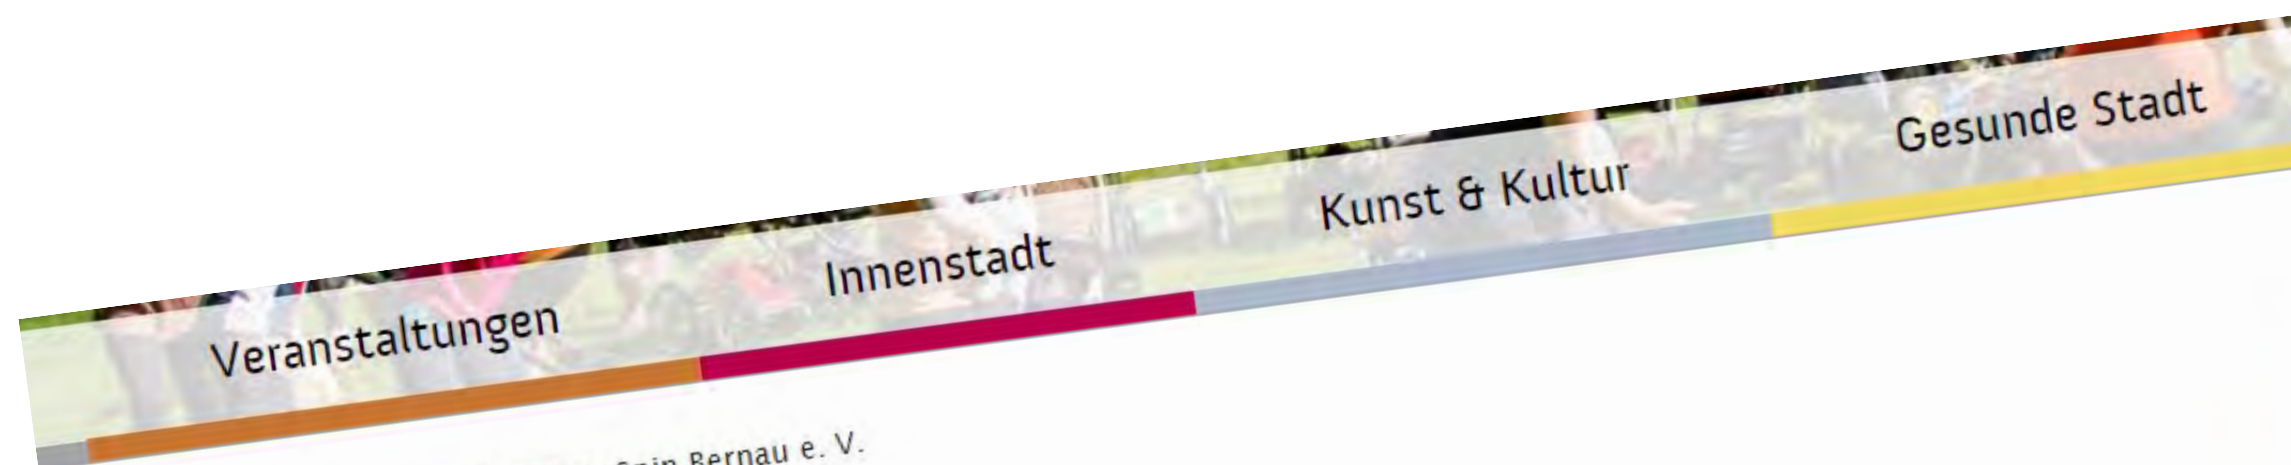 Veranstaltungen
Innenstadt
Kunst & Kultur
Gesunde Stadt
Bernau e. V.